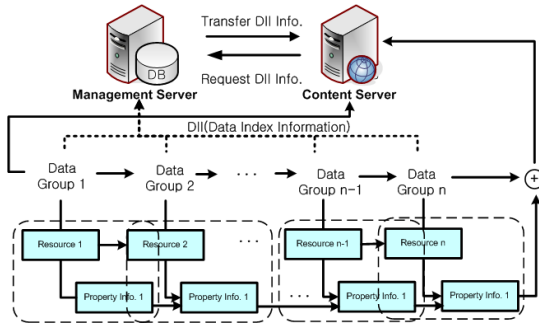 Transfer DII Info.
DB
Request DII Info.
Management Server
Content Server
DII(Data Index Information)
Data
Group 1
Data
Group 2
. . .
Data
Group n-1
Data
Group n
+
Resource 1
Resource 2
. . .
Resource n-1
Resource n
Property Info. 1
Property Info. 1
. . .
Property Info. 1
Property Info. 1